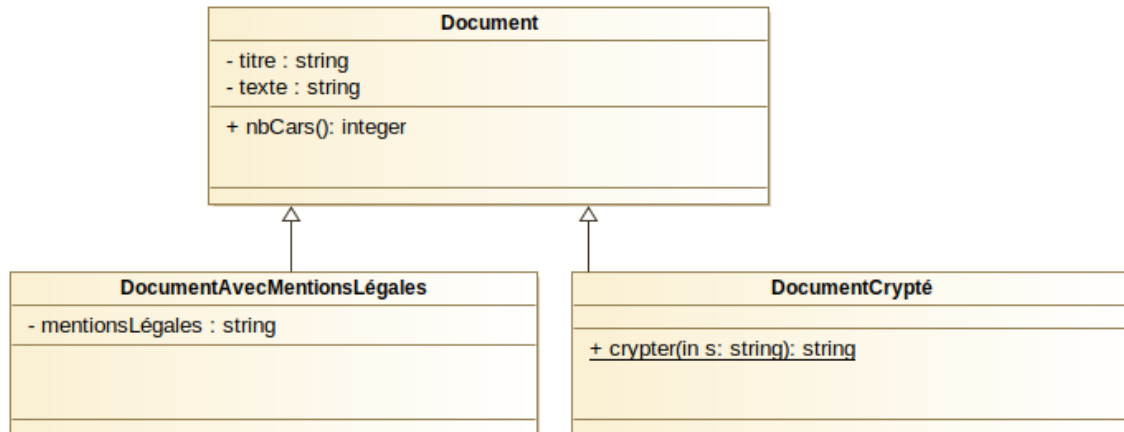 Document
- titre : string
- texte : string
+ nbCars(): integer
DocumentAvecMentionsLégales
- mentionsLégales : string
DocumentCrypté
+ crypter(in s: string): string